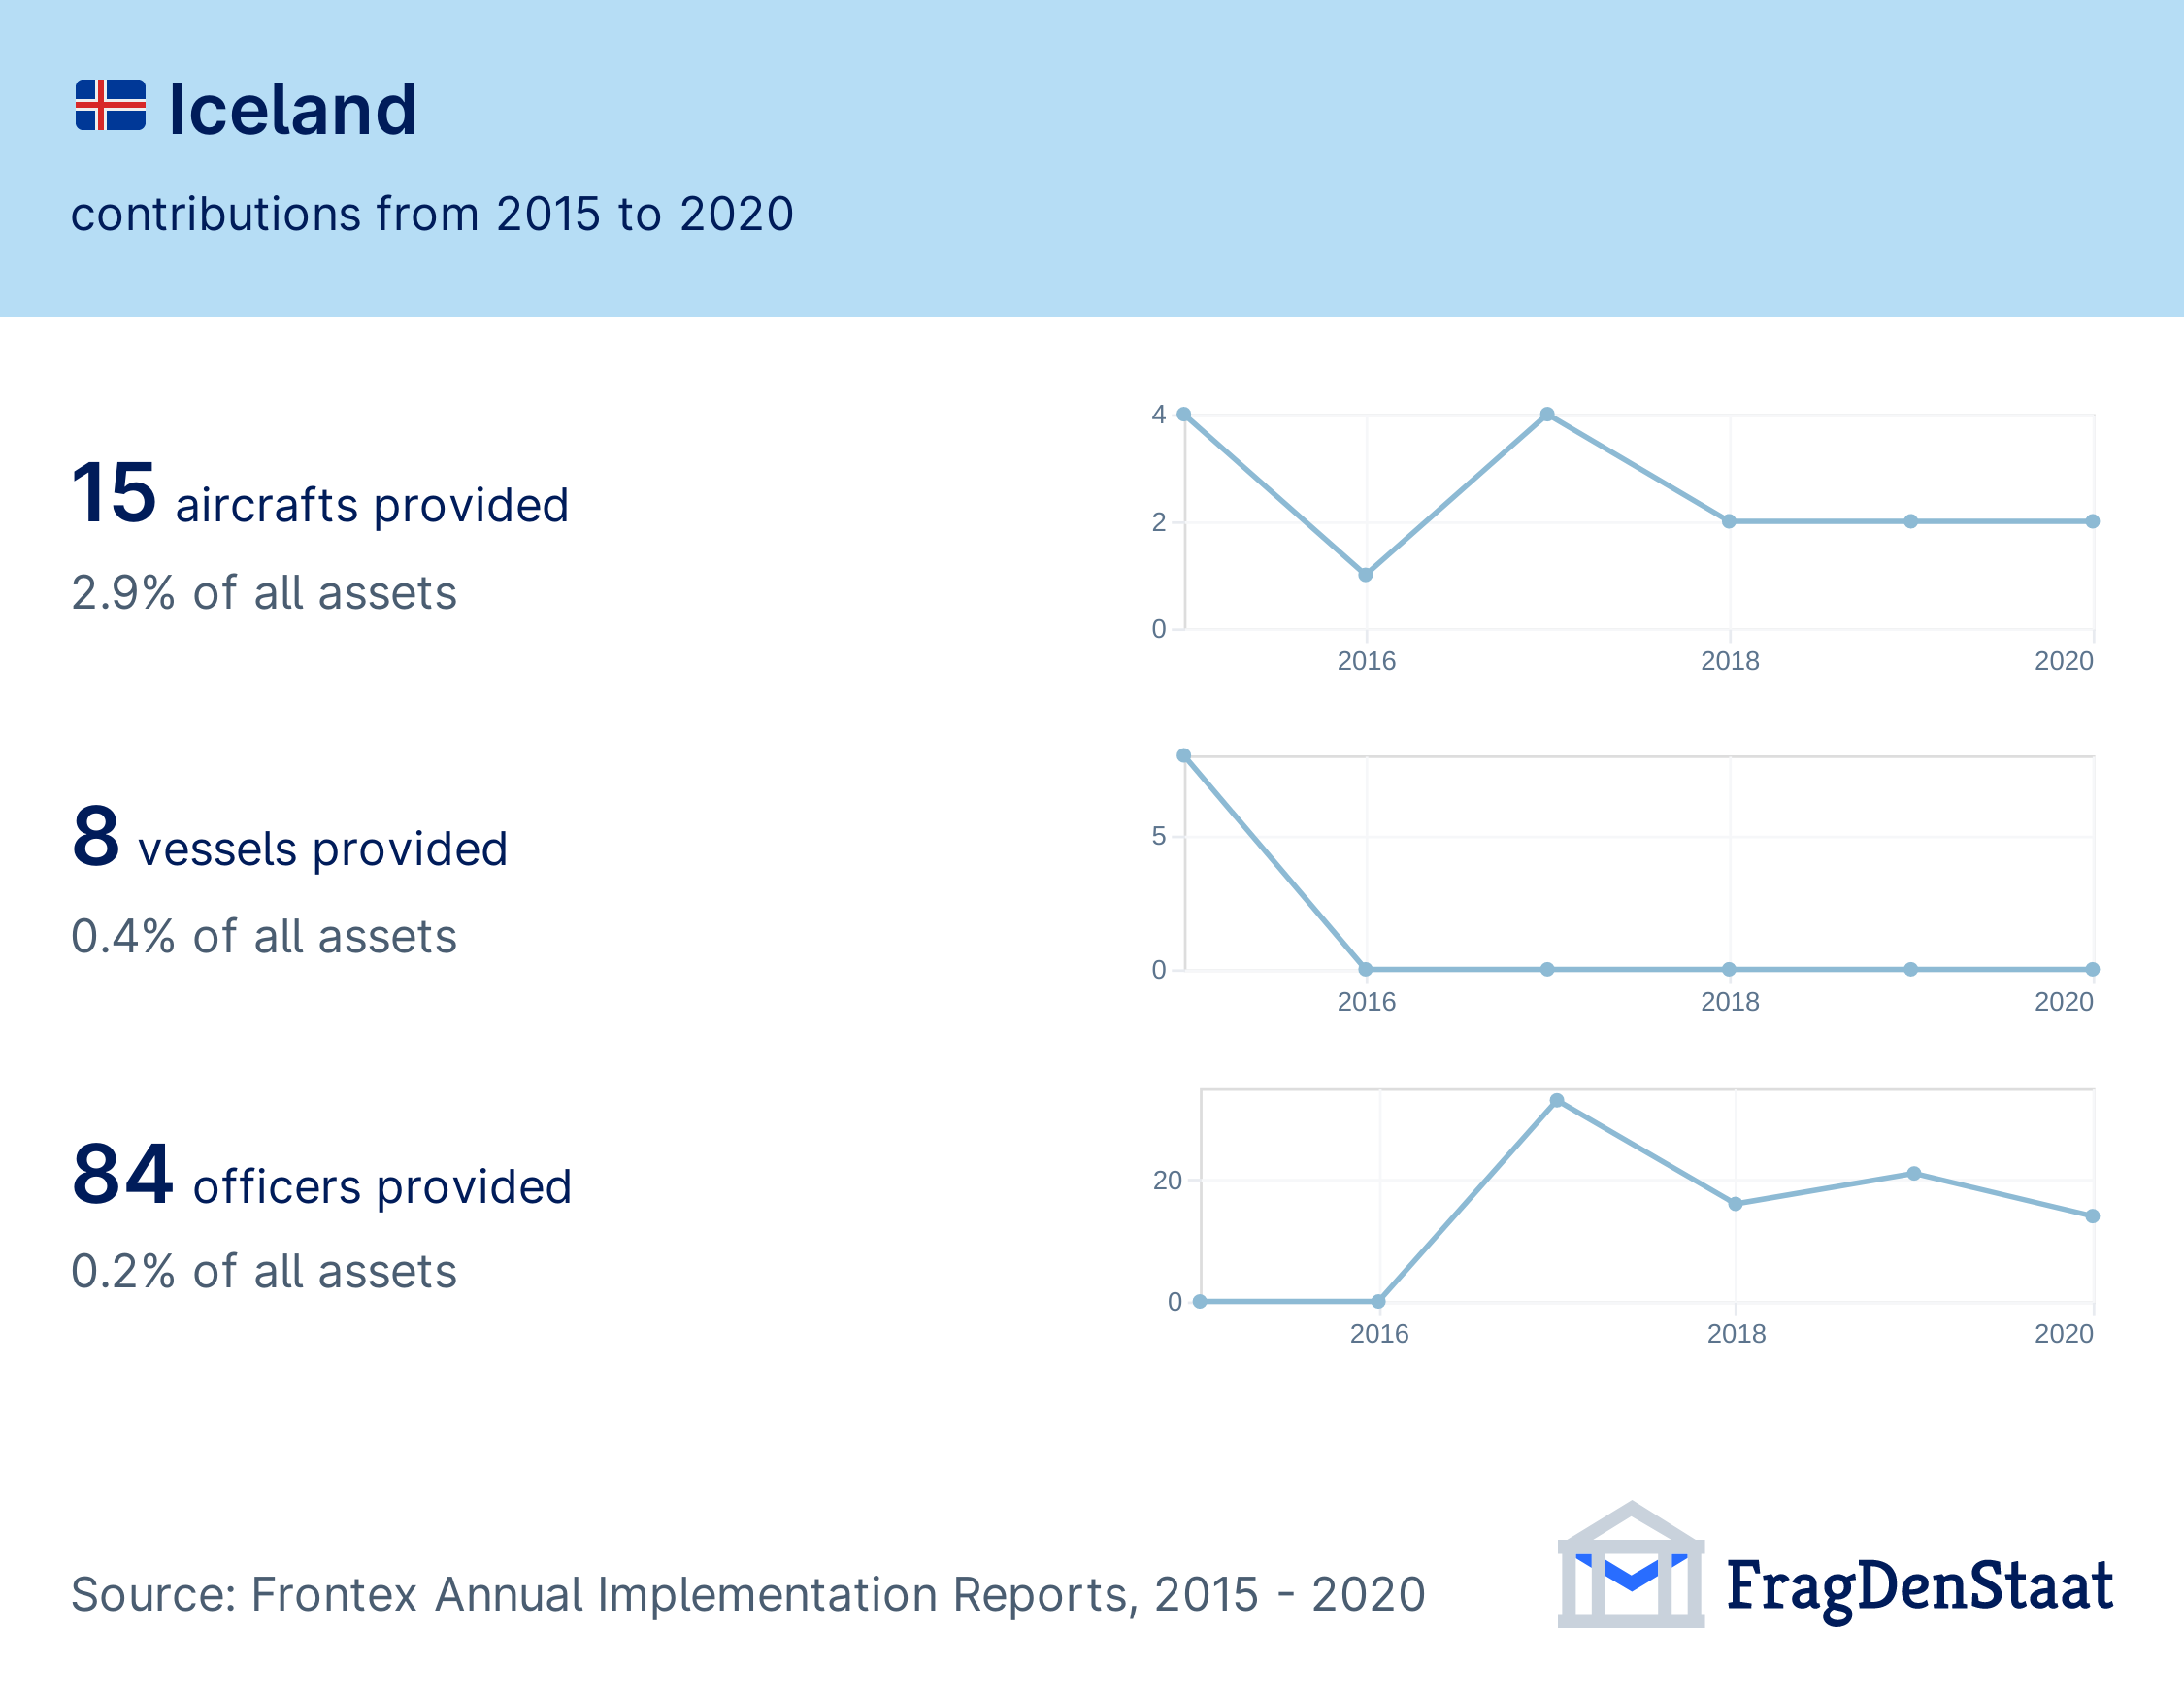 Iceland
contributions from 2015 to 2020
15 aircrafts provided
2.9% of all assets
4
2
0
2016 2018 2020
8 vessels provided
0.4% of all assets
5
0
2016 2018 2020
84 officers provided
0.2% of all assets
20
0
2016 2018 2020
Source: Frontex Annual Implementation Reports, 2015 - 2020
FragDenStaat